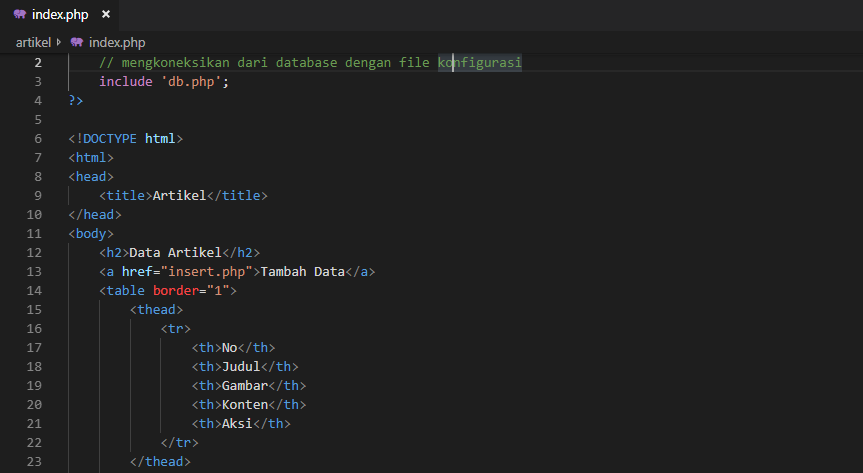 index.php ×
artikel index.php
2 // mengkoneksikan dari database dengan file konfigurasi
3 include 'db.php';
4 ?>
5
6 <!DOCTYPE html>
7 <html>
8 <head>
9 <title>Artikel</title>
10 </head>
11 <body>
12 <h2>Data Artikel</h2>
13 <a href="insert.php">Tambah Data</a>
14 <table border="1">
15 <thead>
16 <tr>
17 <th>No</th>
18 <th>Judul</th>
19 <th>Gambar</th>
20 <th>Konten</th>
21 <th>Aksi</th>
22 </tr>
23 </thead>